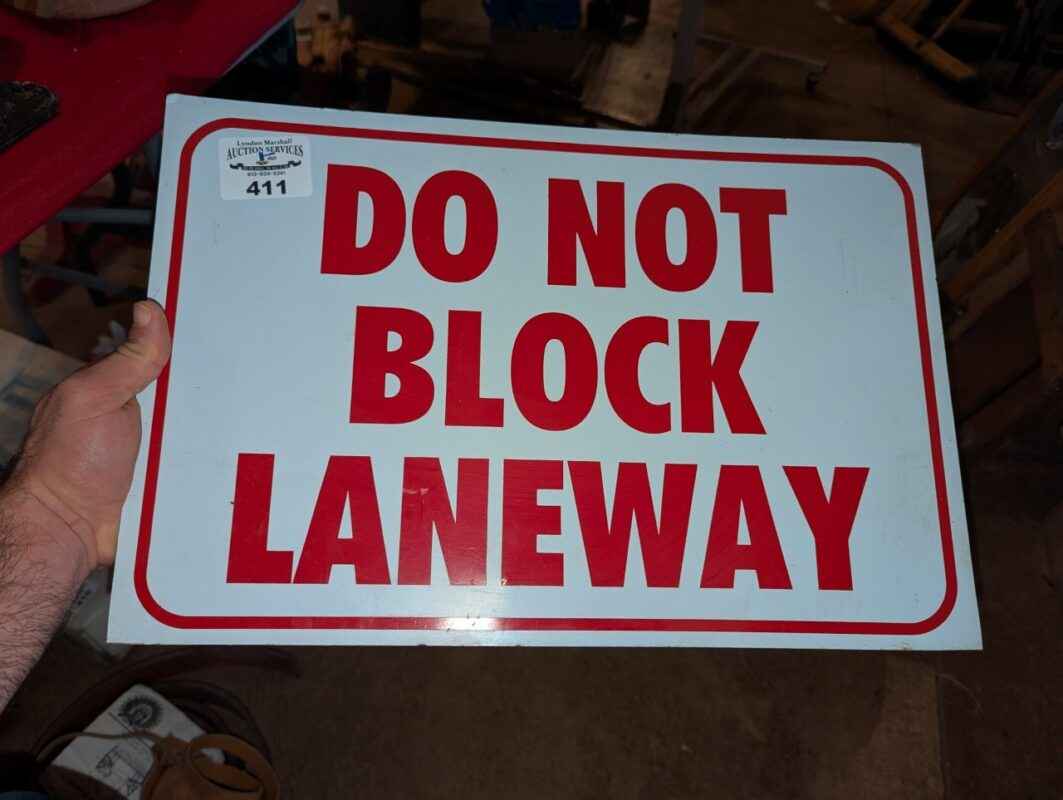 Lyndon Marshall
AUCTION SERVICES
411
DO NOT
BLOCK
LANEWAY